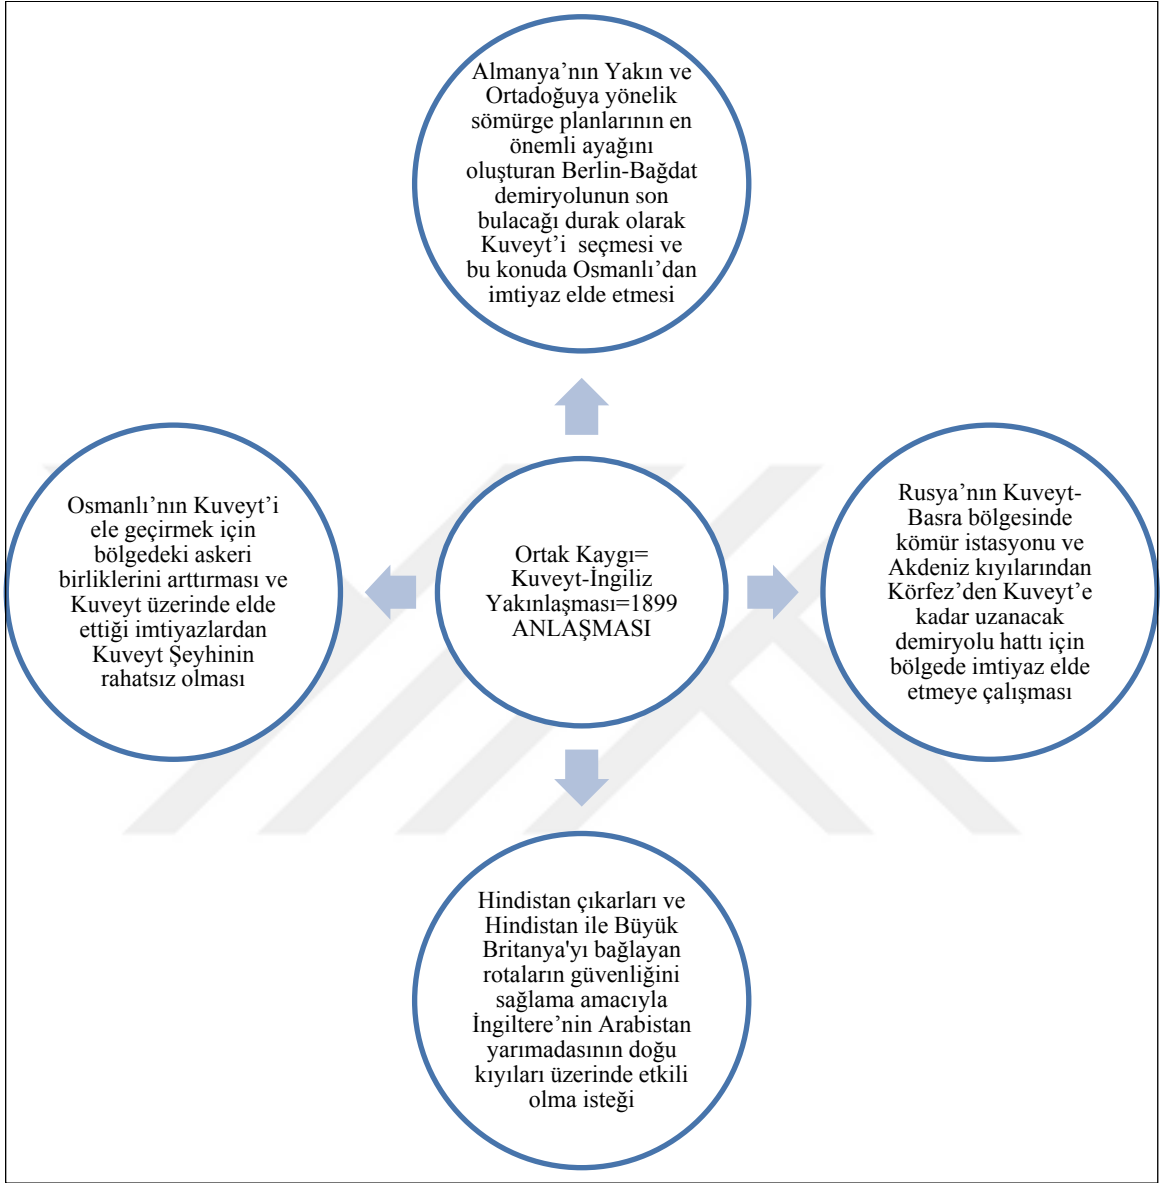 Almanya’nın Yakın ve
Ortadoğuya yönelik
sömürge planlarının en
önemli ayağını
oluşturan Berlin-Bağdat
demiryolunun son
bulacağı durak olarak
Kuveyt’i seçmesi ve
bu konuda Osmanlı’dan
imtiyaz elde etmesi
Osmanlı’nın Kuveyt’i
ele geçirmek için
bölgedeki askeri
birliklerini arttırması ve
Kuveyt üzerinde elde
ettiği imtiyazlardan
Kuveyt Şeyhinin
rahatsız olması
Ortak Kaygı=
Kuveyt-İngiliz
Yakınlaşması=1899
ANLAŞMASI
Rusya’nın Kuveyt-
Basra bölgesinde
kömür istasyonu ve
Akdeniz kıyılarından
Körfez’den Kuveyt’e
kadar uzanacak
demiryolu hattı için
bölgede imtiyaz elde
etmeye çalışması
Hindistan çıkarları ve
Hindistan ile Büyük
Britanya'yı bağlayan
rotaların güvenliğini
sağlama amacıyla
İngiltere’nin Arabistan
yarımadasının doğu
kıyıları üzerinde etkili
olma isteği